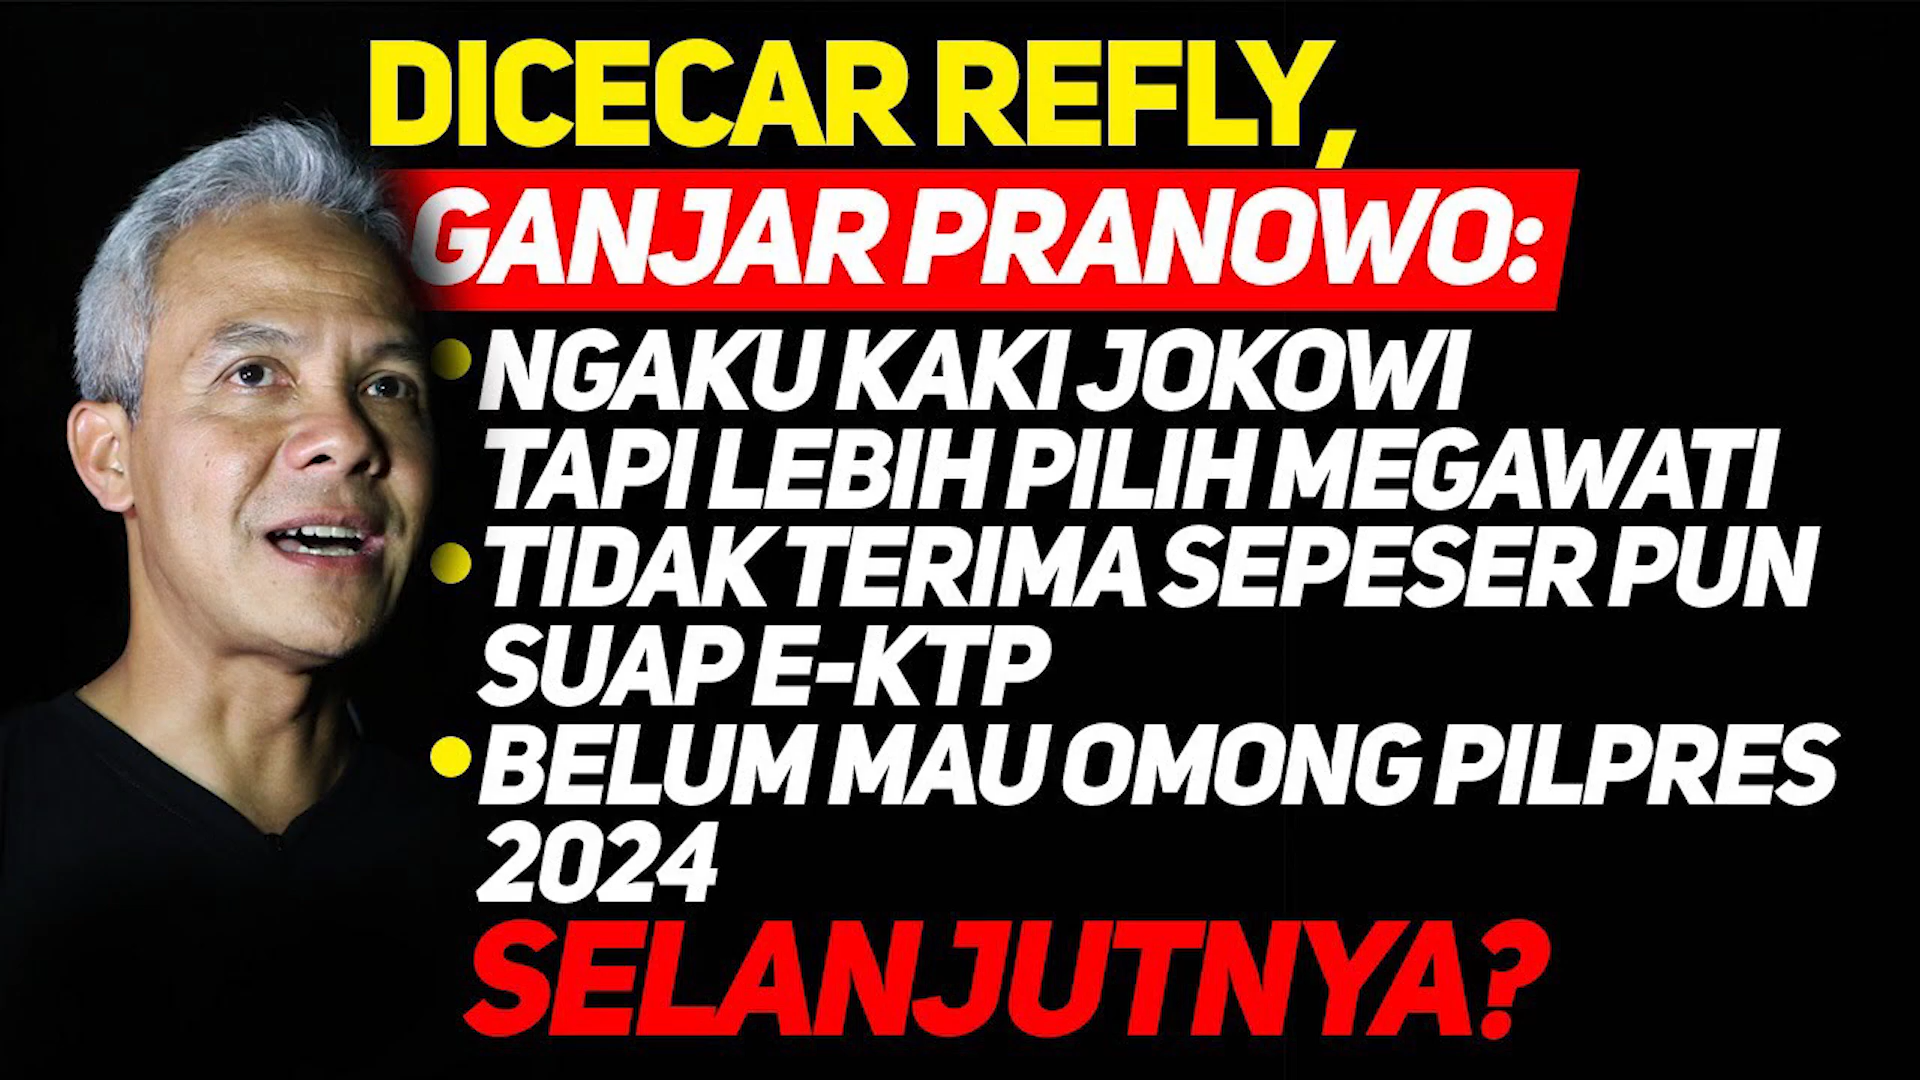 DICECAR REFLY,
GANJAR PRANOWO:
• NGAKU KAKI JOKOWI
TAPI LEBIH PILIH MEGAWATI
• TIDAK TERIMA SEPESER PUN
SUAP E-KTP
• BELUM MAU OMONG PILPRES
2024
SELANJUTNYA?